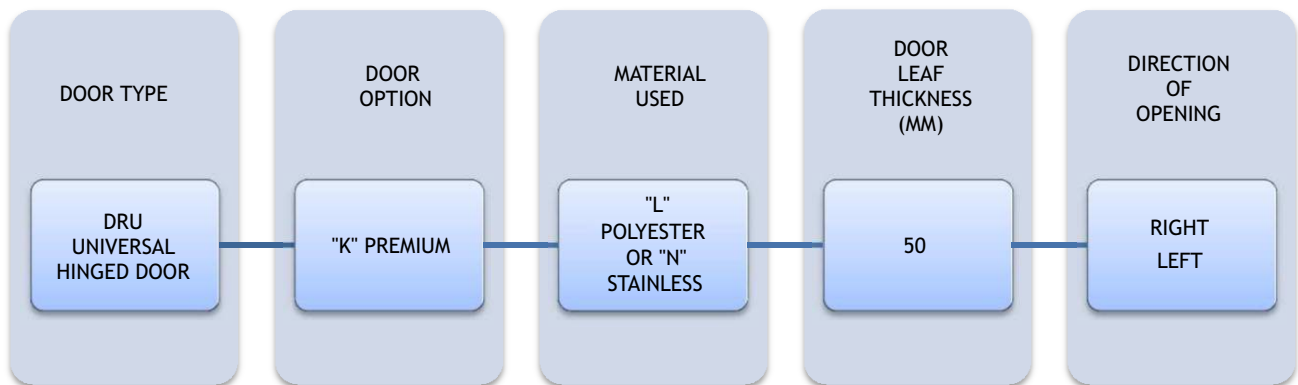 DOOR TYPE
DOOR
OPTION
MATERIAL
USED
DOOR
LEAF
THICKNESS
(MM)
DIRECTION
OF
OPENING
DRU
UNIVERSAL
HINGED DOOR
"K" PREMIUM
"L"
POLYESTER
OR "N"
STAINLESS
50
RIGHT
LEFT